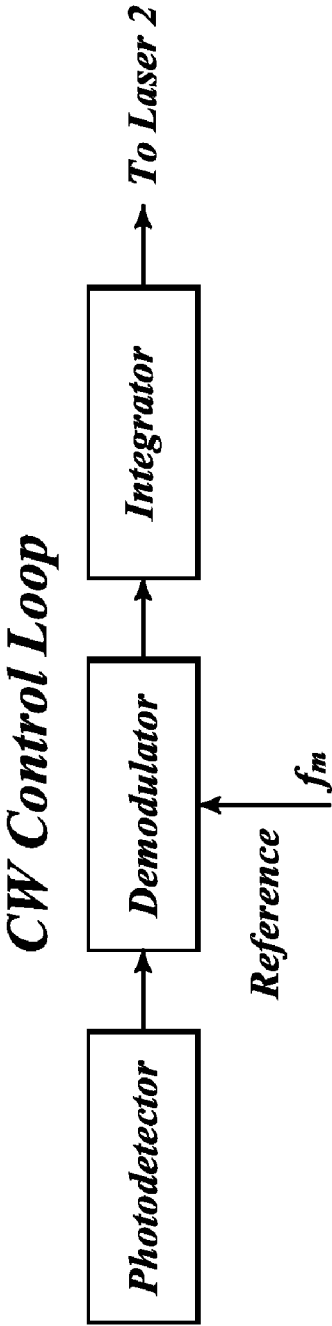 CW Control Loop
Photodetector
Demodulator
Integrator
To Laser 2
Reference
fm